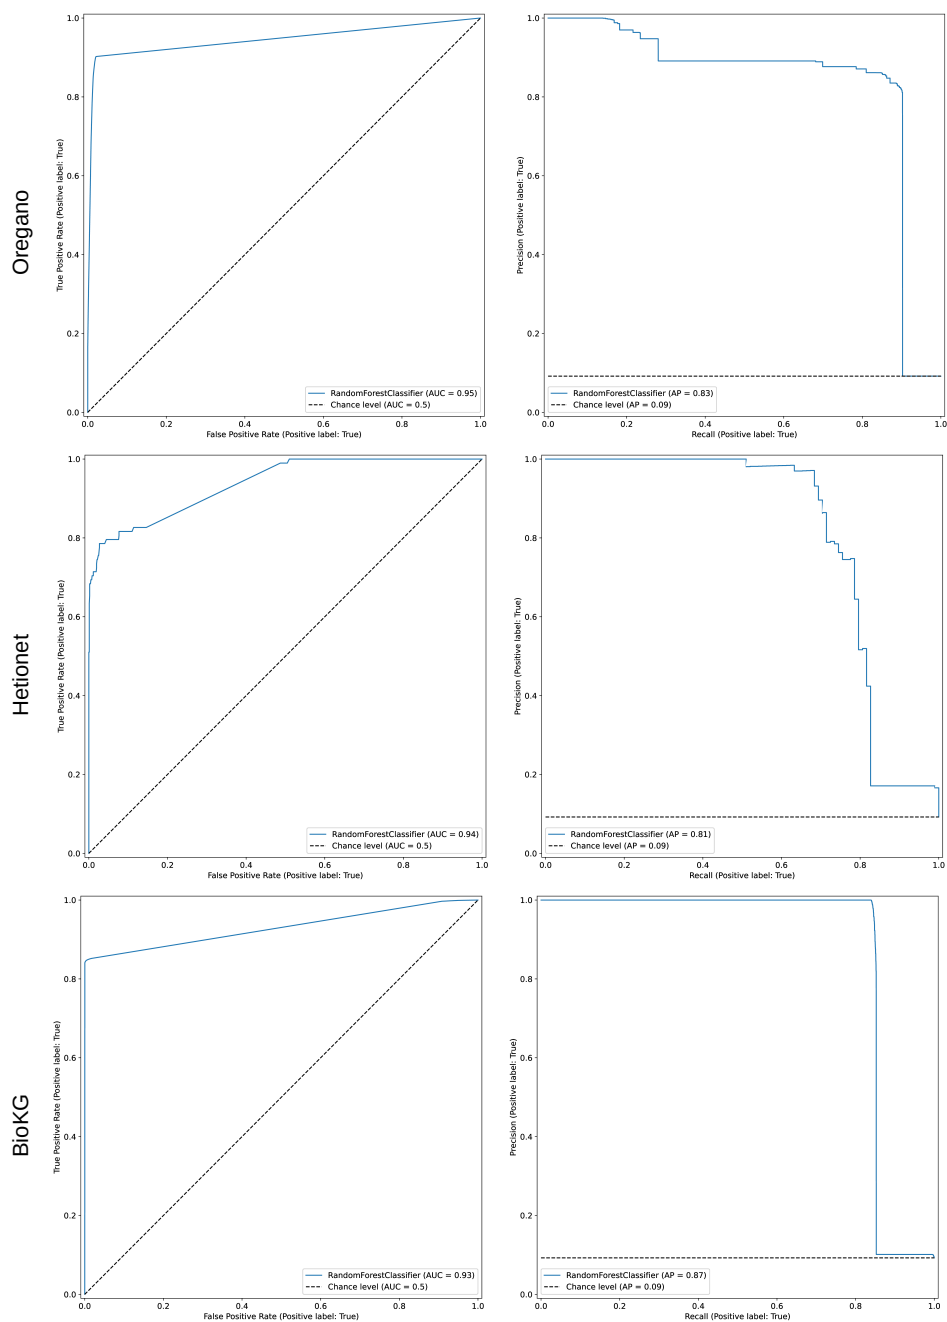 Oregano
1.0
0.8
0.6
0.4
0.2
0.0
True Positive Rate (Positive label: True)
RandomForestClassifier (AUC = 0.95)
Chance level (AUC = 0.5)
0.0 0.2 0.4 0.6 0.8 1.0
False Positive Rate (Positive label: True)
1.0
0.8
0.6
0.4
0.2
0.0
Precision (Positive label: True)
RandomForestClassifier (AP = 0.83)
Chance level (AP = 0.09)
0.0 0.2 0.4 0.6 0.8 1.0
Recall (Positive label: True)
Hetionet
1.0
0.8
0.6
0.4
0.2
0.0
True Positive Rate (Positive label: True)
RandomForestClassifier (AUC = 0.94)
Chance level (AUC = 0.5)
0.0 0.2 0.4 0.6 0.8 1.0
False Positive Rate (Positive label: True)
1.0
0.8
0.6
0.4
0.2
0.0
Precision (Positive label: True)
RandomForestClassifier (AP = 0.81)
Chance level (AP = 0.09)
0.0 0.2 0.4 0.6 0.8 1.0
Recall (Positive label: True)
BioKG
1.0
0.8
0.6
0.4
0.2
0.0
True Positive Rate (Positive label: True)
RandomForestClassifier (AUC = 0.93)
Chance level (AUC = 0.5)
0.0 0.2 0.4 0.6 0.8 1.0
False Positive Rate (Positive label: True)
1.0
0.8
0.6
0.4
0.2
0.0
Precision (Positive label: True)
RandomForestClassifier (AP = 0.87)
Chance level (AP = 0.09)
0.0 0.2 0.4 0.6 0.8 1.0
Recall (Positive label: True)